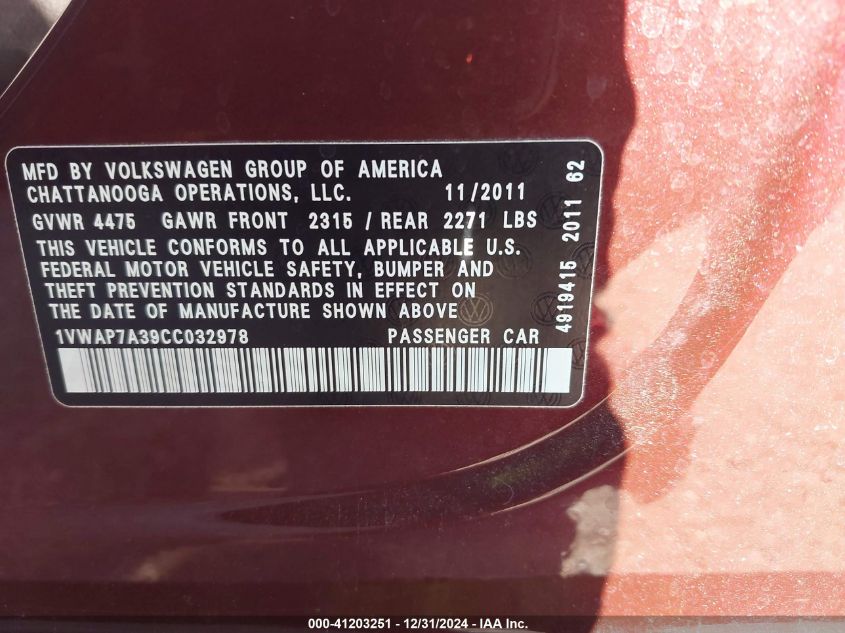 MFD BY VOLKSWAGEN GROUP OF AMERICA
CHATTANOOGA OPERATIONS, LLC. 11/2011
GVWR 4475 GAWR FRONT 2315 / REAR 2271 LBS
THIS VEHICLE CONFORMS TO ALL APPLICABLE U.S.
FEDERAL MOTOR VEHICLE SAFETY, BUMPER AND
THEFT PREVENTION STANDARDS IN EFFECT ON
THE DATE OF MANUFACTURE SHOWN ABOVE
1VWAP7A39CC032978 PASSENGER CAR
4919415 2011 62
000-41203251 - 12/31/2024 - IAA Inc.